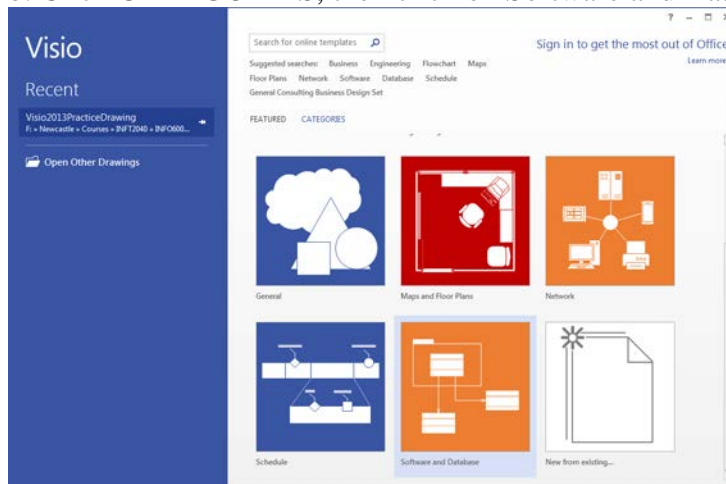 Visio
Recent
Visio2013PracticeDrawing
F: » Newcastle » Courses » INFT2040 » INFO600...
Open Other Drawings
?
Search for online templates
Sign in to get the most out of Office
Learn more
Suggested searches: Business Engineering Flowchart Maps
Floor Plans Network Software Database Schedule
General Consulting Business Design Set
FEATURED CATEGORIES
General
Maps and Floor Plans
Network
Schedule
Software and Database
New from existing...